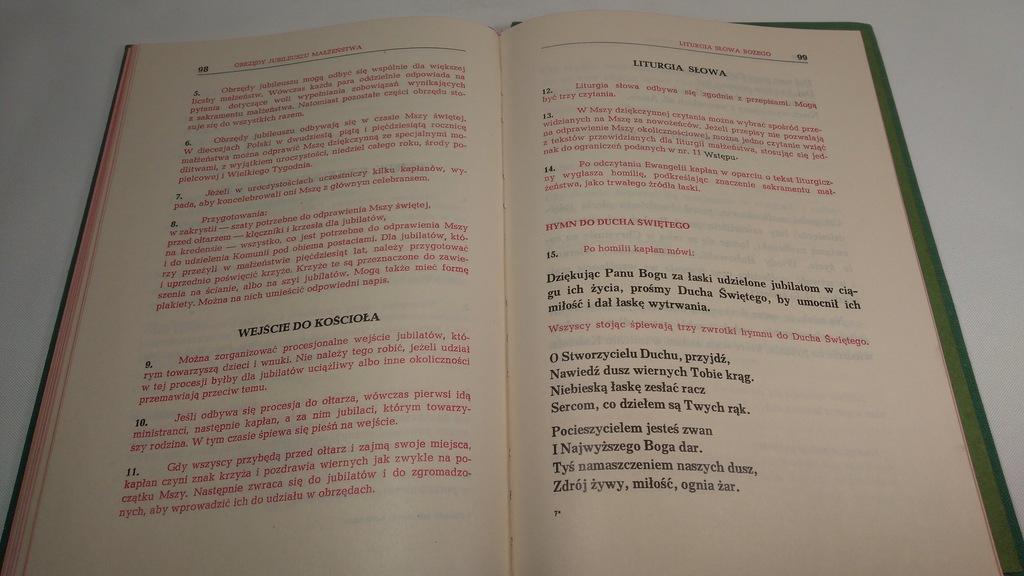 98
OBRZĘDY JUBILEUSZU MAŁŻEŃSTWA
5. Obrzędy jubileuszu mogą odbyć się wspólnie dla większej
liczby małżeństw. Wówczas każda para oddzielnie odpowiada na
pytania dotyczące woli wypełniania zobowiązań wynikających
z sakramentu małżeństwa. Natomiast pozostałe części obrzędu sto-
suje się do wszystkich razem.
6. Obrzędy jubileuszu odbywają się w czasie Mszy świętej.
W diecezjach Polski w dwudziestą piątą i pięćdziesiątą rocznicę
małżeństwa można odprawić Mszę dziękczynną ze specjalnymi mo-
dlitwami, z wyjątkiem uroczystości, niedziel całego roku, środy po-
pielcowej i Wielkiego Tygodnia.
7. Jeżeli w uroczystościach uczestniczy kilku kapłanów, wy-
pada, aby koncelebrowali oni Mszę z głównym celebransem.
8. Przygotowania:
w zakrystii — szaty potrzebne do odprawienia Mszy świętej,
przed ołtarzem — klęczniki i krzesła dla jubilatów,
na kredensie — wszystko, co jest potrzebne do odprawienia Mszy
i do udzielenia Komunii pod obiema postaciami. Dla jubilatów, któ-
rzy przeżyli w małżeństwie pięćdziesiąt lat, należy przygotować
i uprzednio poświęcić krzyże. Krzyże te są przeznaczone do zawie-
szenia na ścianie, albo na szyi jubilatów. Mogą także mieć formę
plakiety. Można na nich umieścić odpowiedni napis.
WEJŚCIE DO KOŚCIOŁA
9. Można zorganizować procesjonalne wejście jubilatów, któ-
rym towarzyszą dzieci i wnuki. Nie należy tego robić, jeżeli udział
w tej procesji byłby dla jubilatów uciążliwy albo inne okoliczności
przemawiają przeciw temu.
10. Jeśli odbywa się procesja do ołtarza, wówczas pierwsi idą
ministranci, następnie kapłan, a za nim jubilaci, którym towarzy-
szy rodzina. W tym czasie śpiewa się pieśń na wejście.
11. Gdy wszyscy przybędą przed ołtarz i zajmą swoje miejsca,
kapłan czyni znak krzyża i pozdrawia wiernych jak zwykle na po-
czątku Mszy. Następnie zwraca się do jubilatów i do zgromadzo-
nych, aby wprowadzić ich do udziału w obrzędach.
LITURGIA SŁOWA BOŻEGO
99
LITURGIA SŁOWA
12. Liturgia słowa odbywa się zgodnie z przepisami. Mogą
być trzy czytania.
13. W Mszy dziękczynnej czytania można wybrać spośród prze-
widzianych na Mszę za nowożeńców. Jeżeli przepisy nie pozwalają
na odprawienie Mszy okolicznościowej, można jedno czytanie wziąć
z tekstów przewidzianych dla liturgii małżeństwa, stosując się jed-
nak do ograniczeń podanych w nr. 11 Wstępu.
14. Po odczytaniu Ewangelii kapłan w oparciu o tekst liturgicz-
ny wygłasza homilię, podkreślając znaczenie sakramentu mał-
żeństwa, jako trwałego źródła łaski.
HYMN DO DUCHA ŚWIĘTEGO
15. Po homilii kapłan mówi:
Dziękując Panu Bogu za łaski udzielone jubilatom w cią-
gu ich życia, prośmy Ducha Świętego, by umocnił ich
miłość i dał łaskę wytrwania.
Wszyscy stojąc śpiewają trzy zwrotki hymnu do Ducha Świętego.
O Stworzycielu Duchu, przyjdź,
Nawiedź dusz wiernych Tobie krąg.
Niebieską łaskę zesłać racz
Sercom, co dziełem są Twych rąk.
Pocieszycielem jesteś zwan
I Najwyższego Boga dar.
Tyś namaszczeniem naszych dusz,
Zdrój żywy, miłość, ognia żar.
7*